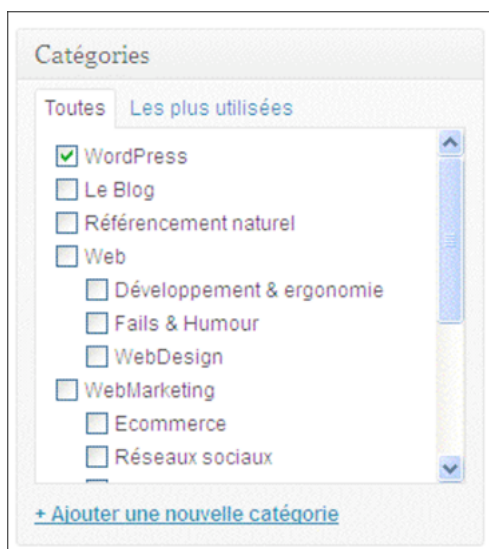 Catégories
Toutes Les plus utilisées
WordPress
Le Blog
Référencement naturel
Web
Développement & ergonomie
Fails & Humour
WebDesign
WebMarketing
Ecommerce
Réseaux sociaux
+ Ajouter une nouvelle catégorie